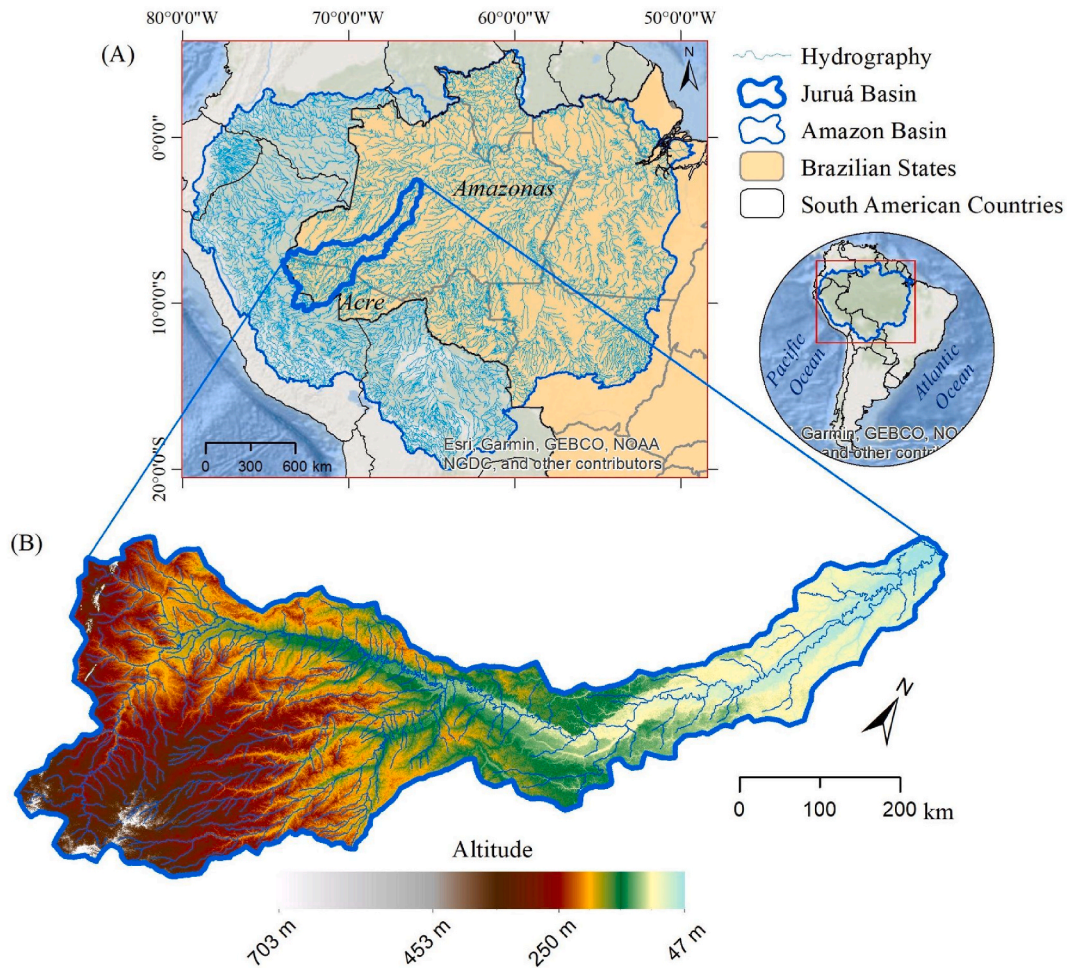 80°0'0"W 70°0'0"W 60°0'0"W 50°0'0"W
(A)
N
Hydrography
Juruá Basin
Amazon Basin
Brazilian States
South American Countries
0°0'0"
10°0'0"S
20°0'0"S
Amazonas
Acre
0 300 600 km
Esri, Garmin, GEBCO, NOAA
NGDC, and other contributors
Pacific
Ocean
Atlantic
Ocean
Garmin, GEBCO, NO
and other contrib
(B)
N
0 100 200 km
Altitude
703 m 453 m 250 m 47 m